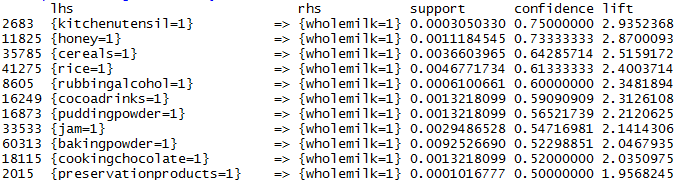 lhs rhs support confidence lift
2683 {kitchenutensil=1} => {wholemilk=1} 0.0003050330 0.75000000 2.9352368
11825 {honey=1} => {wholemilk=1} 0.0011184545 0.73333333 2.8700093
35785 {cereals=1} => {wholemilk=1} 0.0036603965 0.64285714 2.5159172
41275 {rice=1} => {wholemilk=1} 0.0046771734 0.61333333 2.4003714
8605 {rubbingalcohol=1} => {wholemilk=1} 0.0006100661 0.60000000 2.3481894
16249 {cocoadrinks=1} => {wholemilk=1} 0.0013218099 0.59090909 2.3126108
16873 {puddingpowder=1} => {wholemilk=1} 0.0013218099 0.56521739 2.2120625
33533 {jam=1} => {wholemilk=1} 0.0029486528 0.54716981 2.1414306
60313 {bakingpowder=1} => {wholemilk=1} 0.0092526690 0.52298851 2.0467935
18115 {cookingchocolate=1} => {wholemilk=1} 0.0013218099 0.52000000 2.0350975
2015 {preservationproducts=1} => {wholemilk=1} 0.0001016777 0.50000000 1.9568245